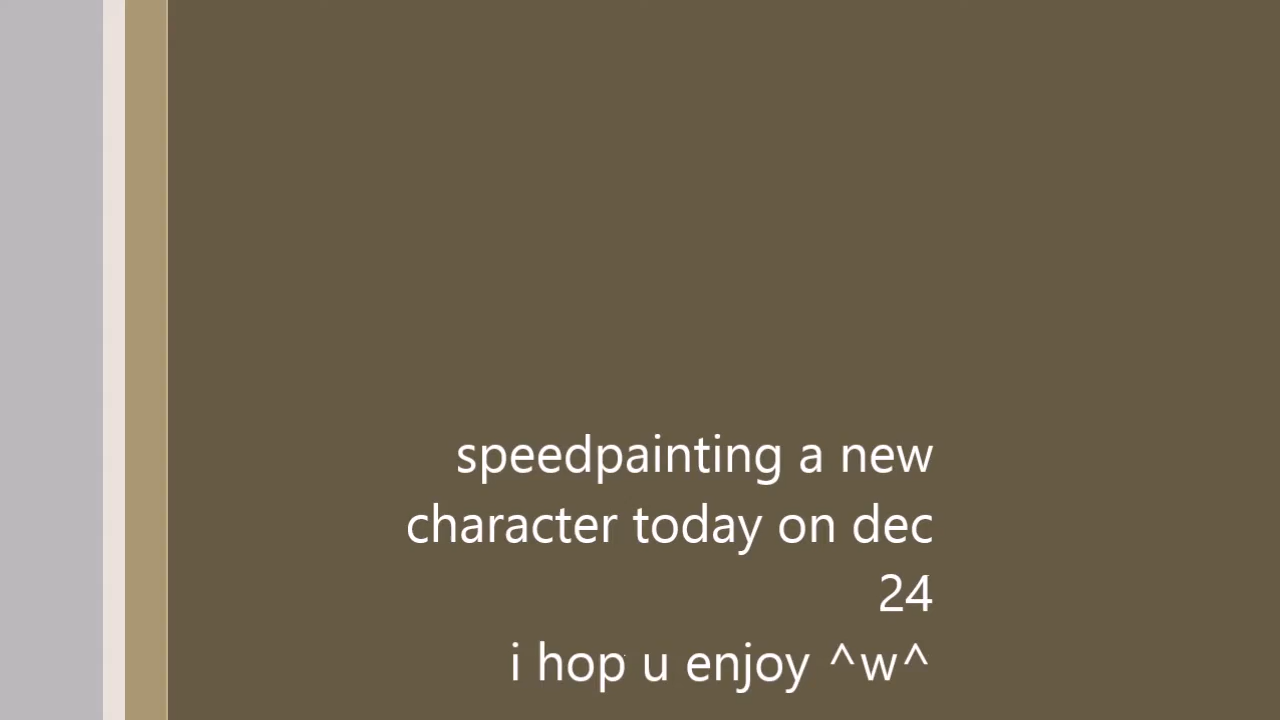 speedpainting a new
character today on dec
24
i hop u enjoy ^w^